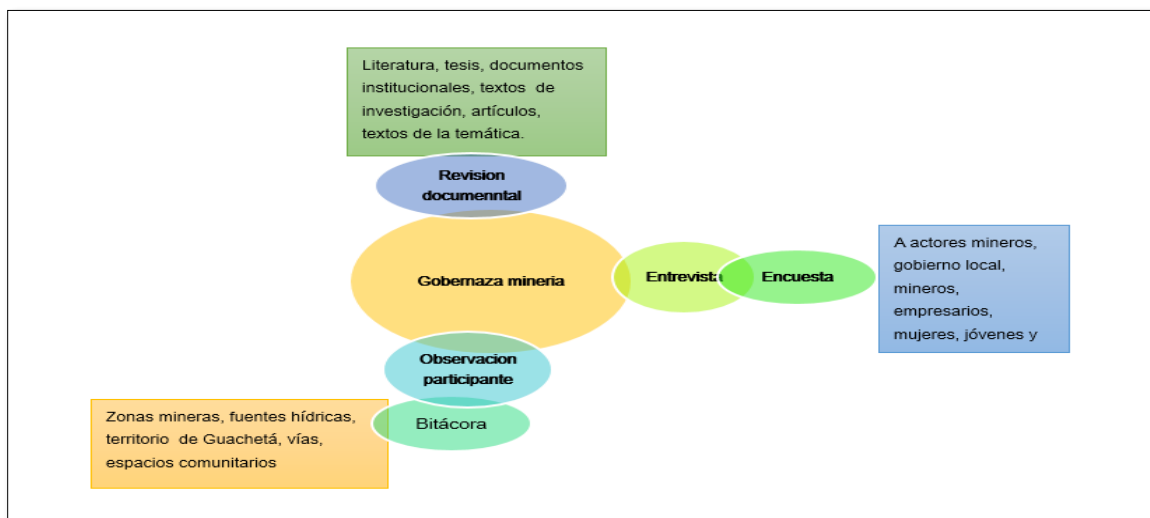 Literatura, tesis, documentos
institucionales, textos de
investigación, artículos,
textos de la temática.
Revision
documenntal
Gobernaza mineria
Entrevista
Encuesta
A actores mineros,
gobierno local,
mineros,
empresarios,
mujeres, jóvenes y
Observacion
participante
Bitácora
Zonas mineras, fuentes hídricas,
territorio de Guachetá, vías,
espacios comunitarios